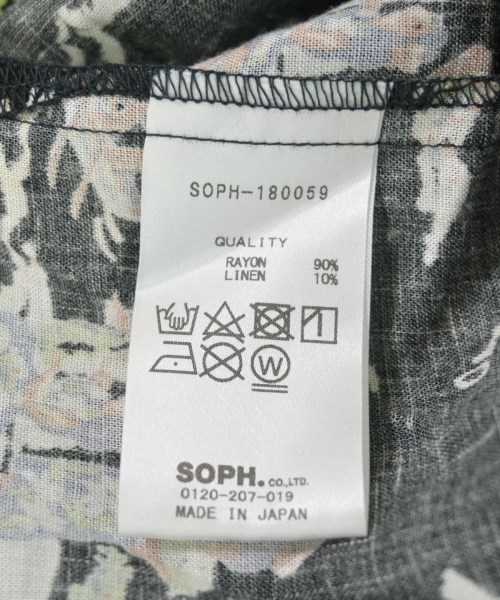 SOPH-180059
QUALITY
RAYON 90%
LINEN 10%
W
SOPH.CO.,LTD.
0120-207-019
MADE IN JAPAN